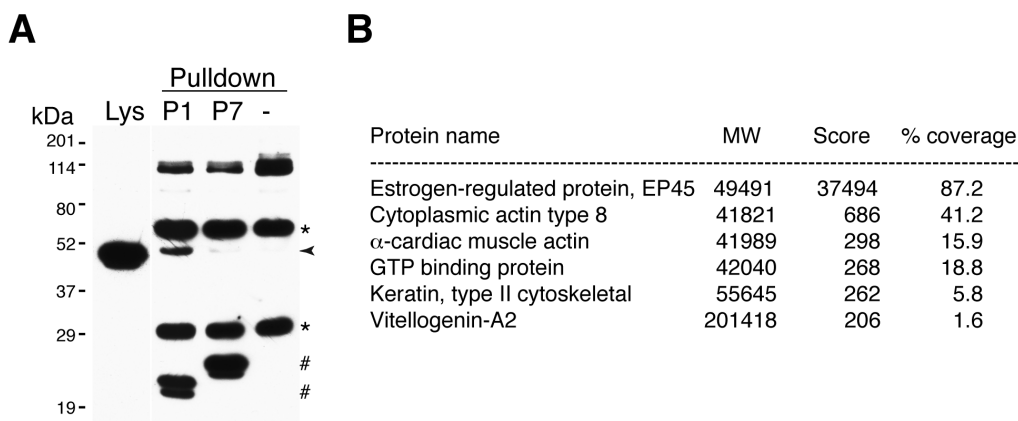 A
B
Pulldown
kDa
Lys P1 P7 -
201 -
114 -
80 -
52 -
37 -
29 -
19 -
*
*
#
#
Protein name MW Score % coverage
--------------------------------------------------------------------------------
Estrogen-regulated protein, EP45 49491 37494 87.2
Cytoplasmic actin type 8 41821 686 41.2
α-cardiac muscle actin 41989 298 15.9
GTP binding protein 42040 268 18.8
Keratin, type II cytoskeletal 55645 262 5.8
Vitellogenin-A2 201418 206 1.6